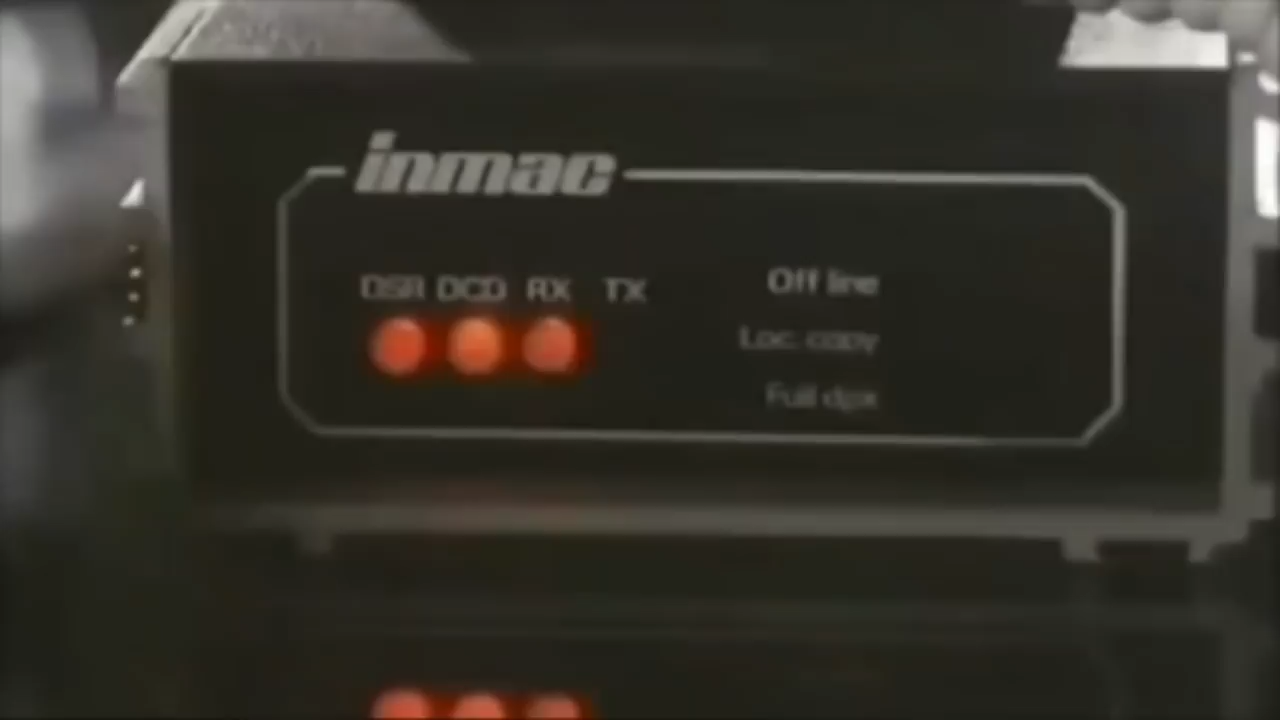 inmac
DSR DCD RX TX
Off line
Loc. copy
Full dpx